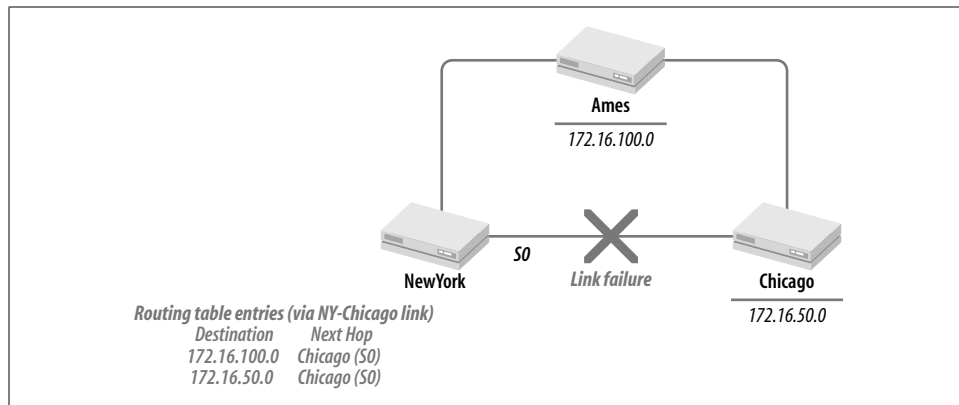 Ames
172.16.100.0
S0
NewYork
Link failure
Chicago
172.16.50.0
Routing table entries (via NY-Chicago link)
Destination Next Hop
172.16.100.0 Chicago (S0)
172.16.50.0 Chicago (S0)